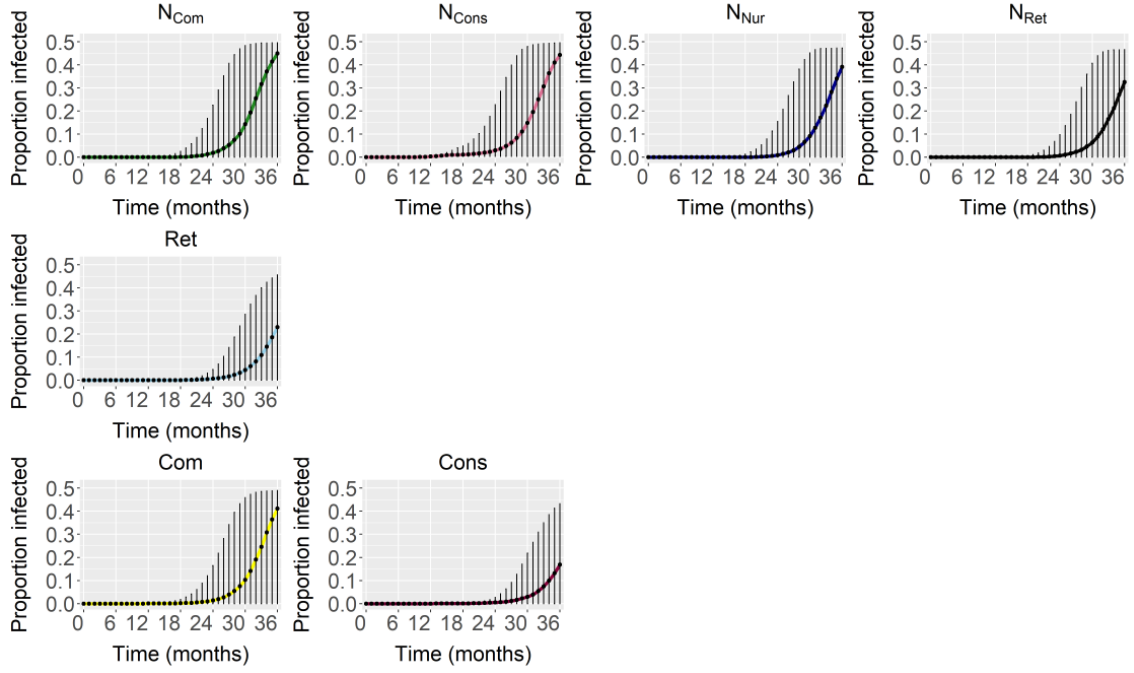 N_Com N_Cons N_Nur N_Ret
Proportion infected Proportion infected Proportion infected Proportion infected
0.5 0.5 0.5 0.5
0.4 0.4 0.4 0.4
0.3 0.3 0.3 0.3
0.2 0.2 0.2 0.2
0.1 0.1 0.1 0.1
0.0 0.0 0.0 0.0
0 6 12 18 24 30 36 0 6 12 18 24 30 36 0 6 12 18 24 30 36 0 6 12 18 24 30 36
Time (months) Time (months) Time (months) Time (months)
Ret
Proportion infected
0.5
0.4
0.3
0.2
0.1
0.0
0 6 12 18 24 30 36
Time (months)
Com Cons
Proportion infected Proportion infected
0.5 0.5
0.4 0.4
0.3 0.3
0.2 0.2
0.1 0.1
0.0 0.0
0 6 12 18 24 30 36 0 6 12 18 24 30 36
Time (months) Time (months)